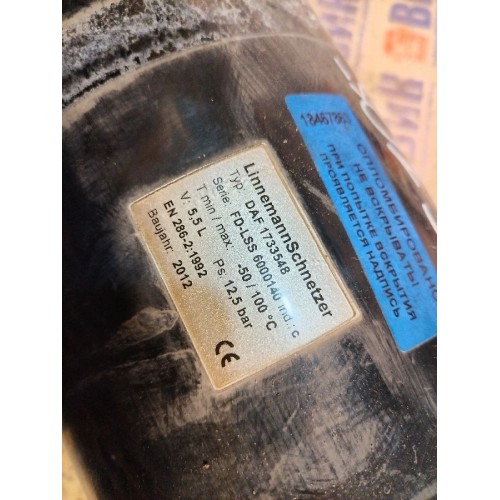 LinnemannSchnetzer
Typ: DAF 1733548
Serie: FD-LSS 6000140 Ind.:c
T min / max: -50 / 100 °C
V: 5,5 L Ps: 12,5 bar
EN 286-2:1992
Baujahr: 2012
CE
ОПЛОМБИРОВАНО
НЕ ВСКРЫВАТЬ!
ПРИ ПОПЫТКЕ ВСКРЫТИЯ
ПРОЯВЛЯЕТСЯ НАДПИСЬ
ВИК